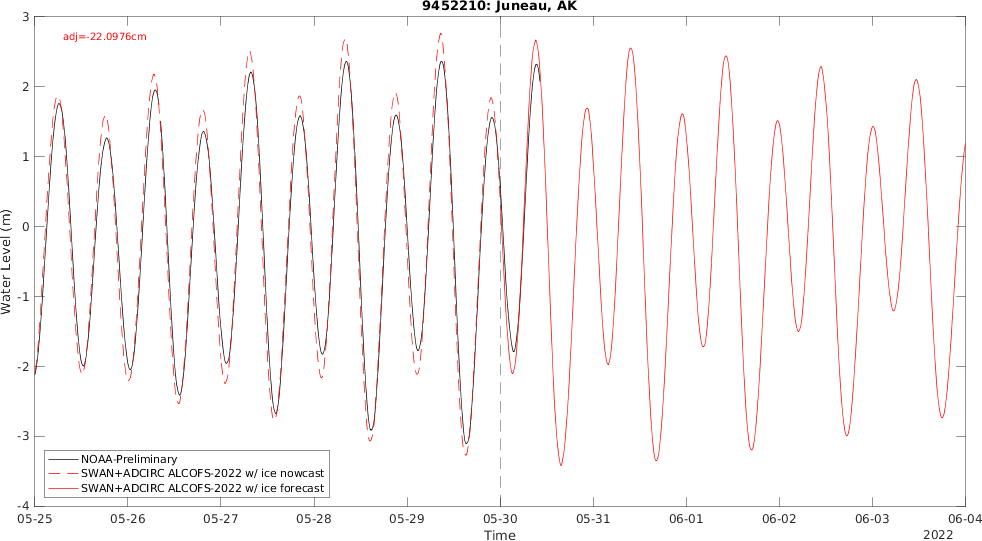 9452210: Juneau, AK
adj=-22.0976cm
3
2
1
0
-1
-2
-3
-4
Water Level (m)
NOAA-Preliminary
SWAN+ADCIRC ALCOFS-2022 w/ ice nowcast
SWAN+ADCIRC ALCOFS-2022 w/ ice forecast
05-25 05-26 05-27 05-28 05-29 05-30 05-31 06-01 06-02 06-03 06-04
Time
2022